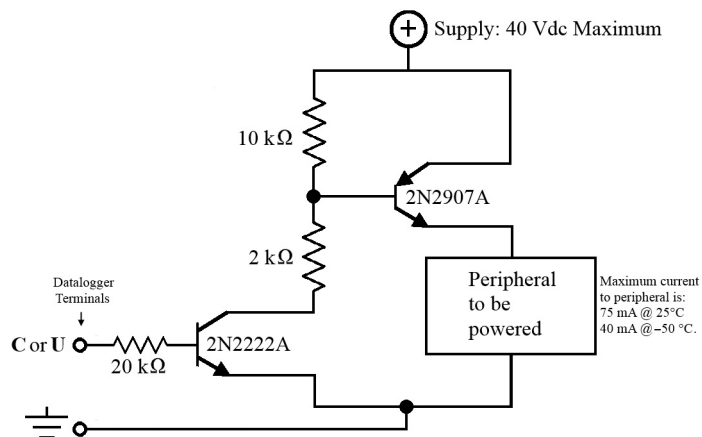 Supply: 40 Vdc Maximum
10 kΩ
2N2907A
2 kΩ
Peripheral
to be
powered
Maximum current
to peripheral is:
75 mA @ 25°C
40 mA @–50 °C.
Datalogger
Terminals
C or U
20 kΩ
2N2222A